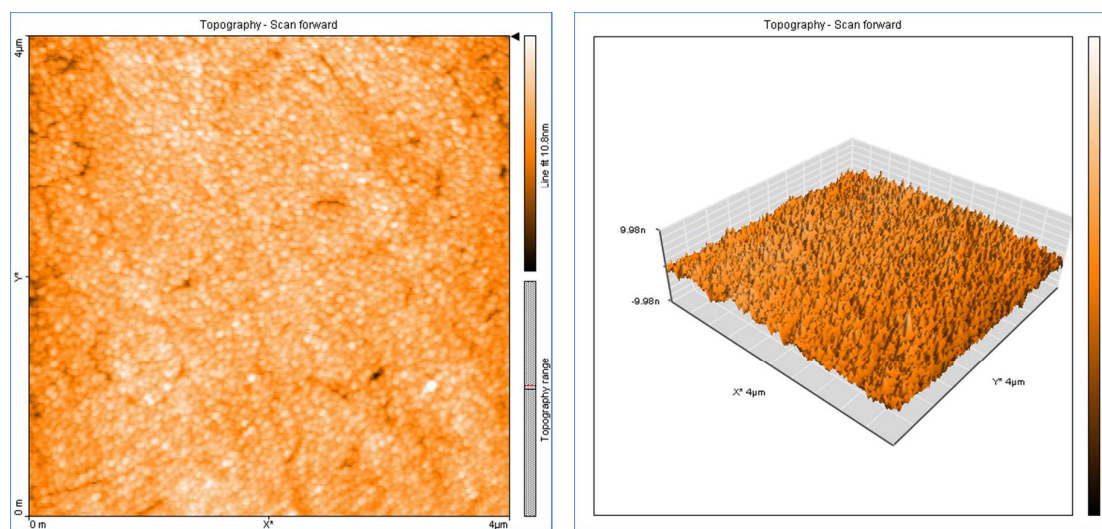 Topography - Scan forward
4µm
Line fit 10.8nm
Y*
Topography range
0 m
0 m
X*
4µm
Topography - Scan forward
9.98n
-9.98n
X* 4µm
Y* 4µm